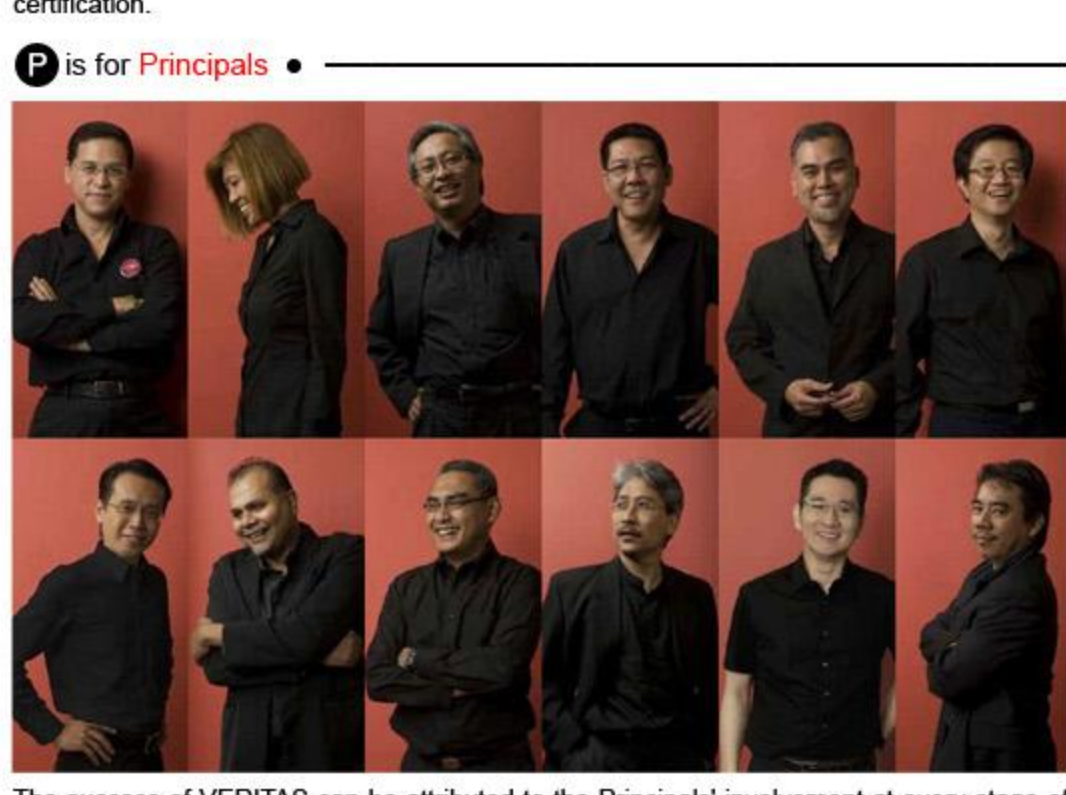 certification.
P is for Principals
The success of VERITAS can be attributed to the Principals' involvement at every stage of